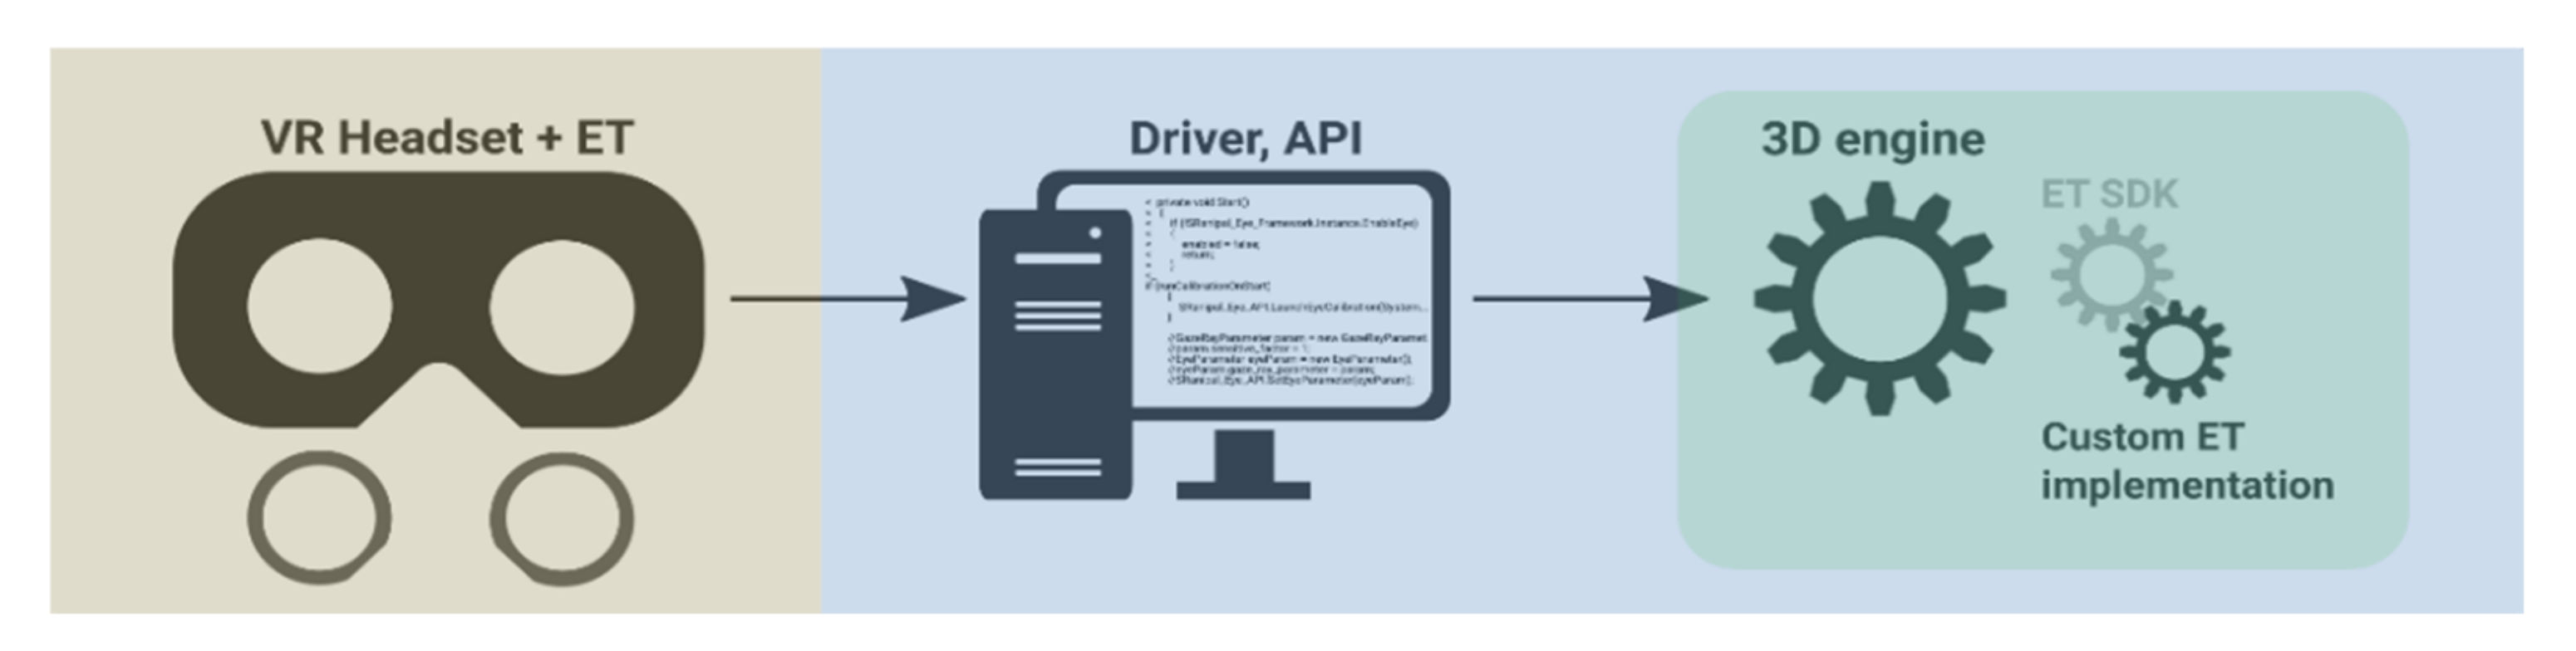 VR Headset + ET
Driver, API
private void Start()
{
if (!SRanipal_Eye_Framework.Instance.EnableEye)
{
enabled = false;
return;
}
if (runCalibrationOnStart)
{
SRanipal_Eye_API.LaunchEyeCalibration(System...
}
//GazeRayParameter param = new GazeRayParamet
//param.sensitive_factor = 1;
//EyeParameter eyeParam = new EyeParameter();
//eyeParam.gaze_ray_parameter = param;
//SRanipal_Eye_API.SetEyeParameter(eyeParam);
3D engine
ET SDK
Custom ET
implementation